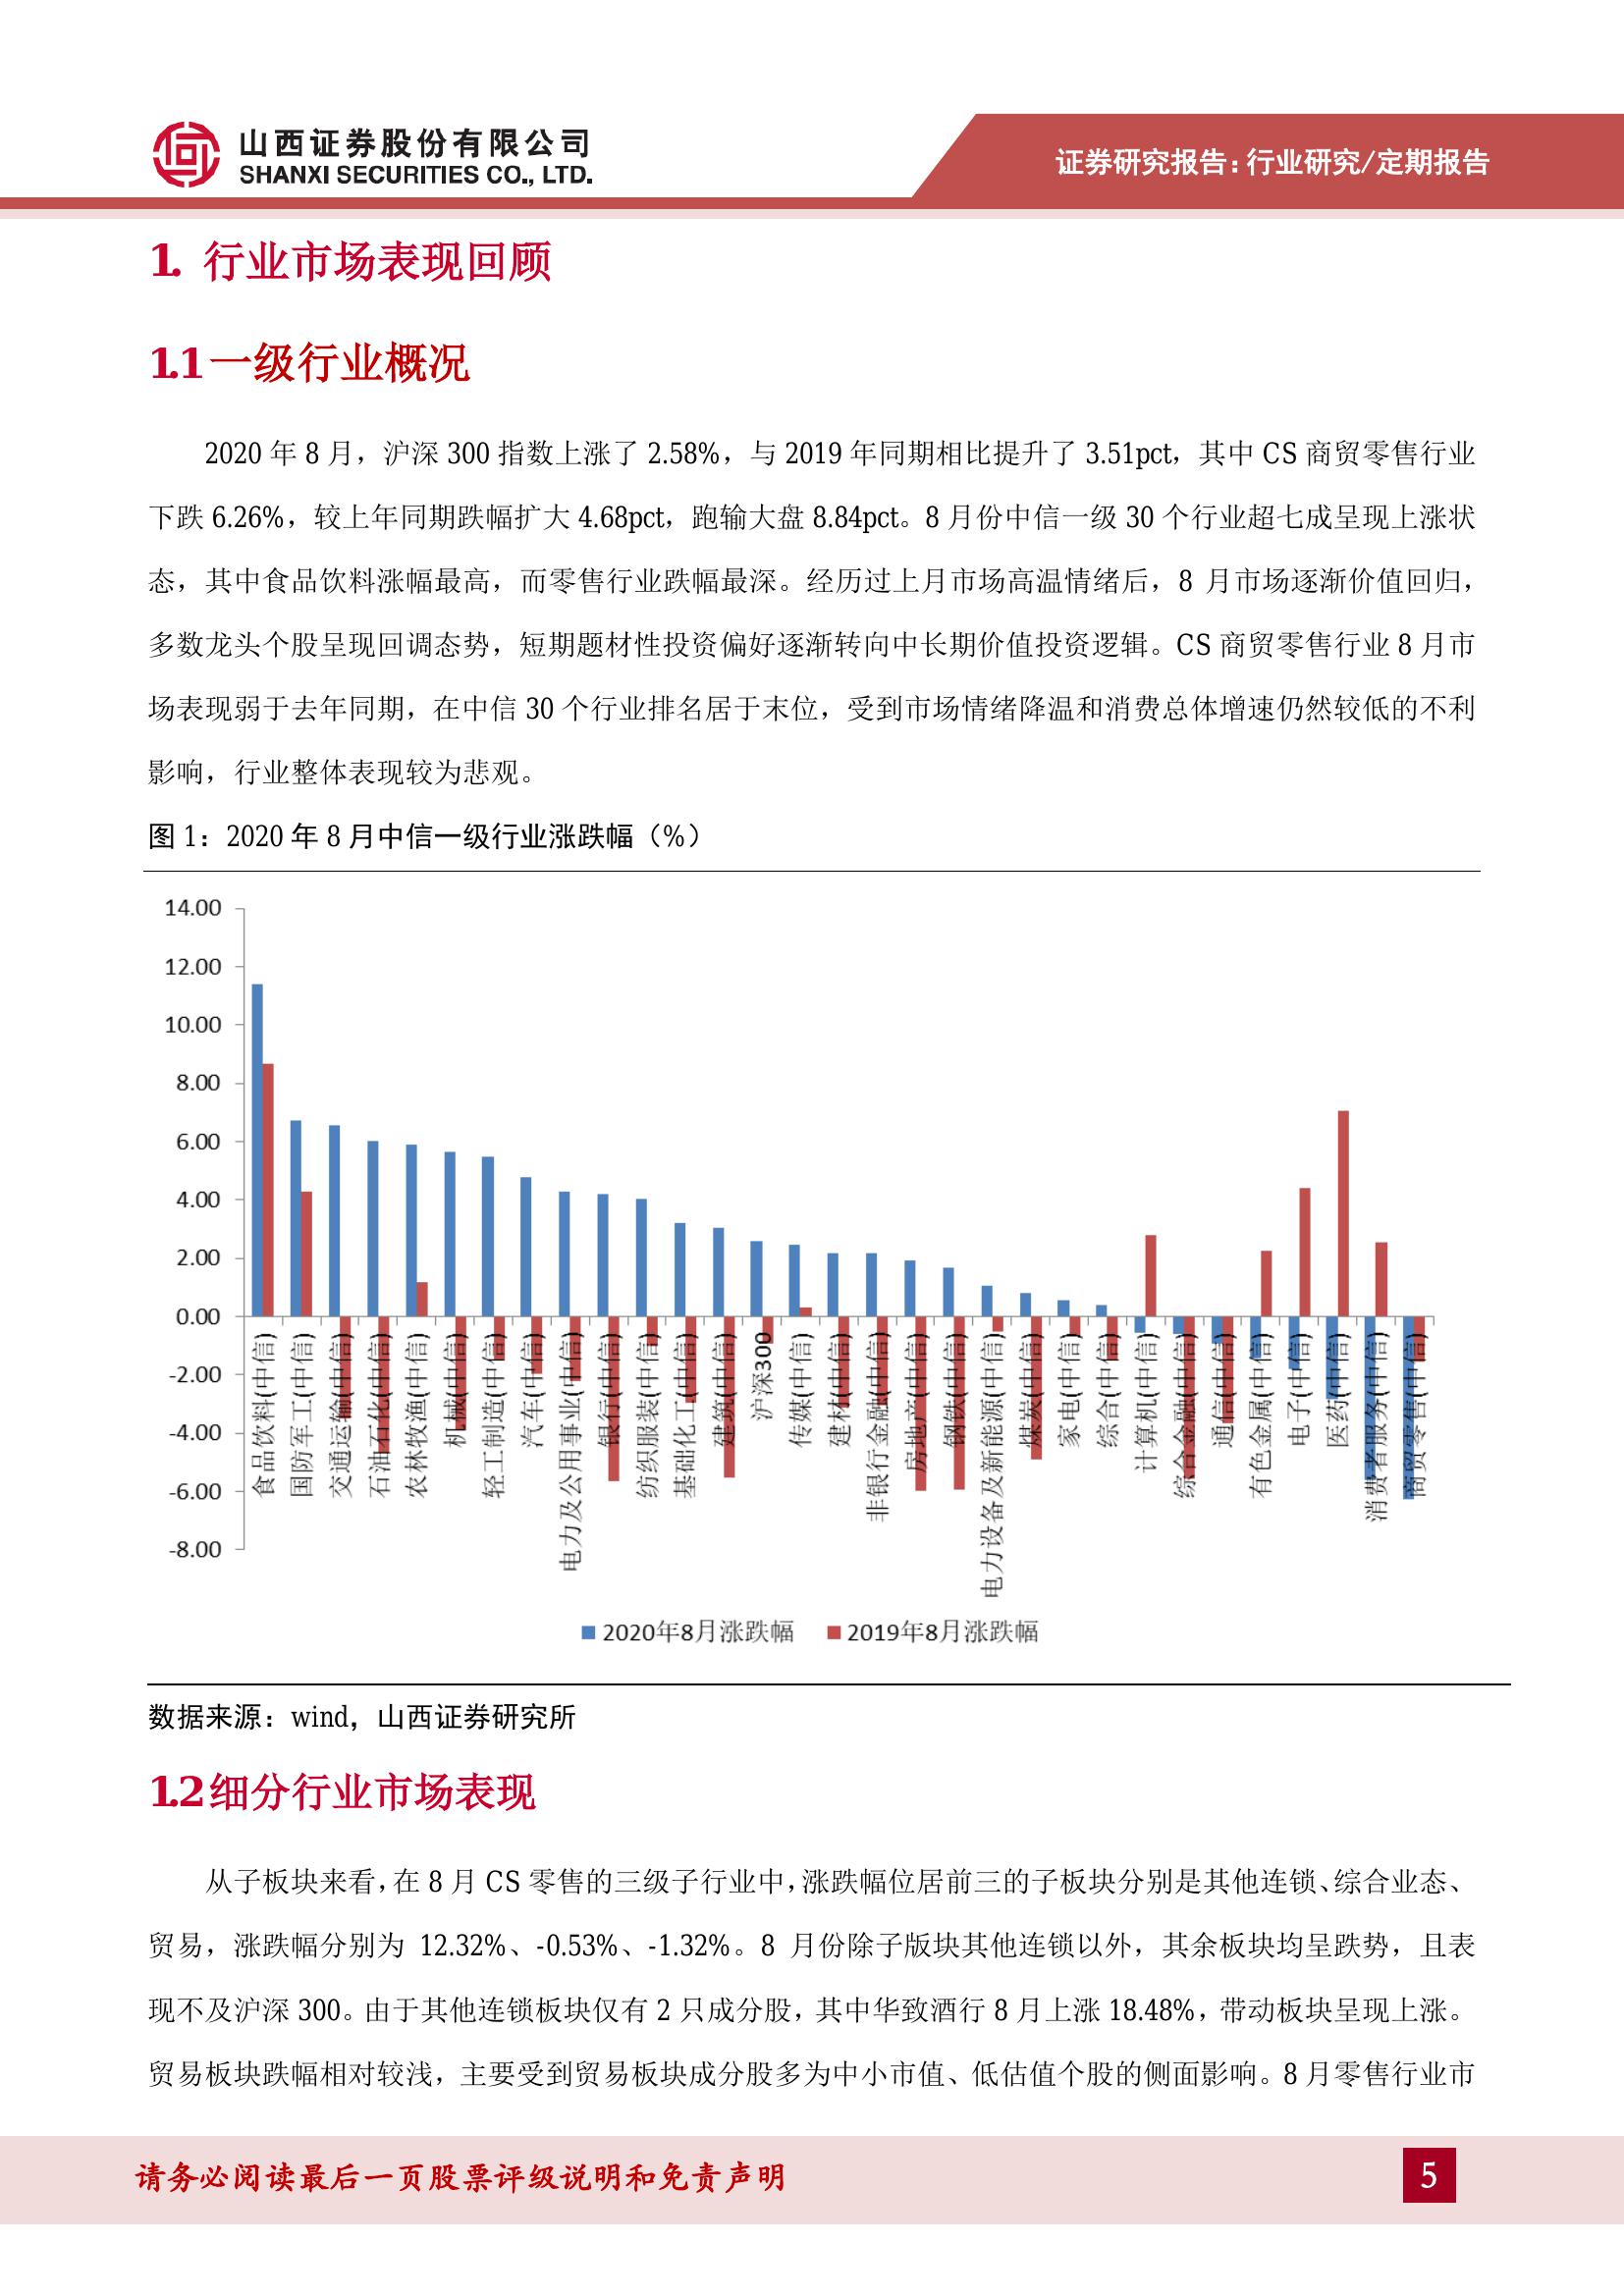 山西证券股份有限公司
SHANXI SECURITIES CO., LTD.
证券研究报告：行业研究/定期报告
1. 行业市场表现回顾
1.1 一级行业概况
2020 年 8 月，沪深 300 指数上涨了 2.58%，与 2019 年同期相比提升了 3.51pct，其中 CS 商贸零售行业
下跌 6.26%，较上年同期跌幅扩大 4.68pct，跑输大盘 8.84pct。8 月份中信一级 30 个行业超七成呈现上涨状
态，其中食品饮料涨幅最高，而零售行业跌幅最深。经历过上月市场高温情绪后，8 月市场逐渐价值回归，
多数龙头个股呈现回调态势，短期题材性投资偏好逐渐转向中长期价值投资逻辑。CS 商贸零售行业 8 月市
场表现弱于去年同期，在中信 30 个行业排名居于末位，受到市场情绪降温和消费总体增速仍然较低的不利
影响，行业整体表现较为悲观。
图 1：2020 年 8 月中信一级行业涨跌幅（%）
14.00
12.00
10.00
8.00
6.00
4.00
2.00
0.00
-2.00
-4.00
-6.00
-8.00
食品饮料(中信)
国防军工(中信)
交通运输(中信)
石油石化(中信)
农林牧渔(中信)
机械(中信)
轻工制造(中信)
汽车(中信)
电力及公用事业(中信)
银行(中信)
纺织服装(中信)
基础化工(中信)
建筑(中信)
沪深300
传媒(中信)
建材(中信)
非银行金融(中信)
房地产(中信)
钢铁(中信)
电力设备及新能源(中信)
煤炭(中信)
家电(中信)
综合(中信)
计算机(中信)
综合金融(中信)
通信(中信)
有色金属(中信)
电子(中信)
医药(中信)
消费者服务(中信)
商贸零售(中信)
2020年8月涨跌幅
2019年8月涨跌幅
数据来源：wind，山西证券研究所
1.2 细分行业市场表现
从子板块来看，在 8 月 CS 零售的三级子行业中，涨跌幅位居前三的子板块分别是其他连锁、综合业态、
贸易，涨跌幅分别为 12.32%、-0.53%、-1.32%。8 月份除子版块其他连锁以外，其余板块均呈跌势，且表
现不及沪深 300。由于其他连锁板块仅有 2 只成分股，其中华致酒行 8 月上涨 18.48%，带动板块呈现上涨。
贸易板块跌幅相对较浅，主要受到贸易板块成分股多为中小市值、低估值个股的侧面影响。8 月零售行业市
请务必阅读最后一页股票评级说明和免责声明
5